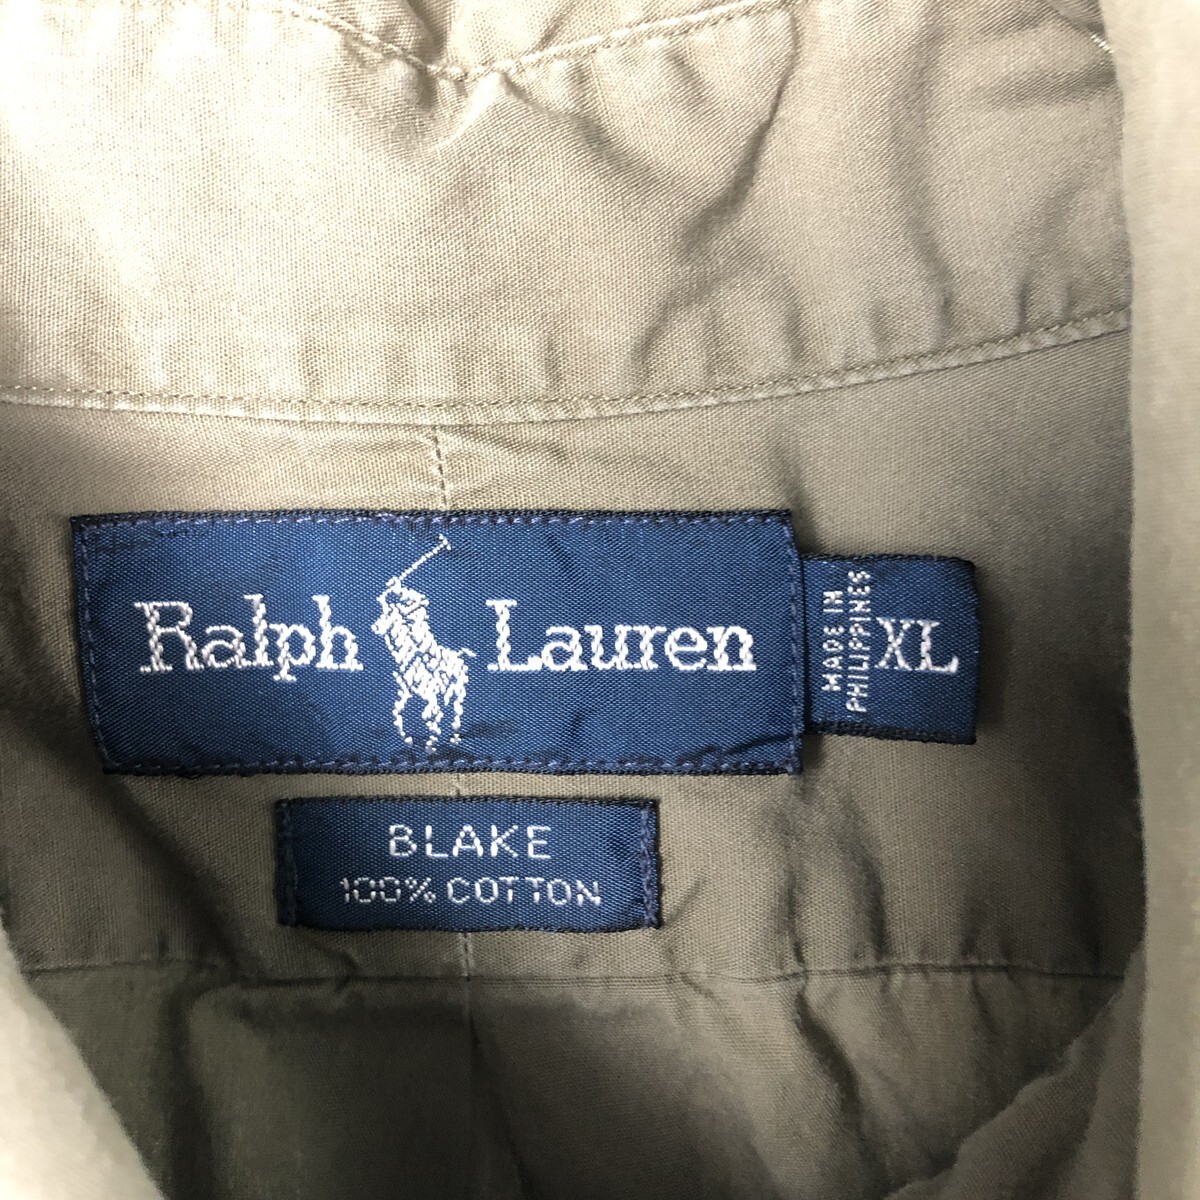 Ralph Lauren
MADE IN
PHILIPPINES
XL
BLAKE
100% COTTON